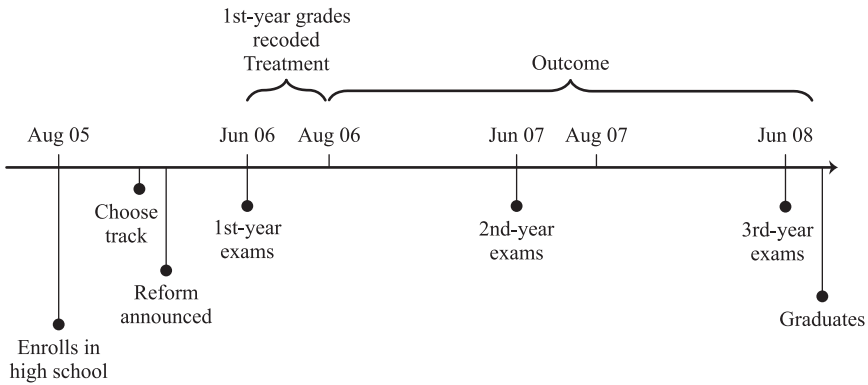 1st-year grades
recoded
Treatment
Outcome
Aug 05
Jun 06
Aug 06
Jun 07
Aug 07
Jun 08
Choose
track
1st-year
exams
2nd-year
exams
3rd-year
exams
Reform
announced
Graduates
Enrolls in
high school